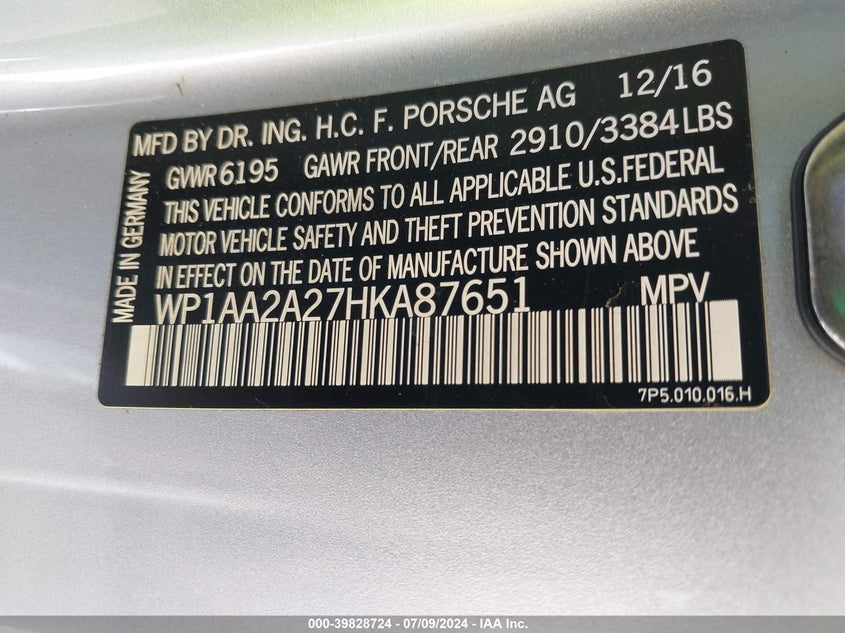 MFD BY DR. ING. H.C. F. PORSCHE AG 12/16
GVWR 6195 GAWR FRONT/REAR 2910/3384 LBS
THIS VEHICLE CONFORMS TO ALL APPLICABLE U.S. FEDERAL
MOTOR VEHICLE SAFETY AND THEFT PREVENTION STANDARDS
IN EFFECT ON THE DATE OF MANUFACTURE SHOWN ABOVE
WP1AA2A27HKA87651 MPV
MADE IN GERMANY
7P5.010.016.H
000-39828724 / 07/09/2024 / IAA Inc.